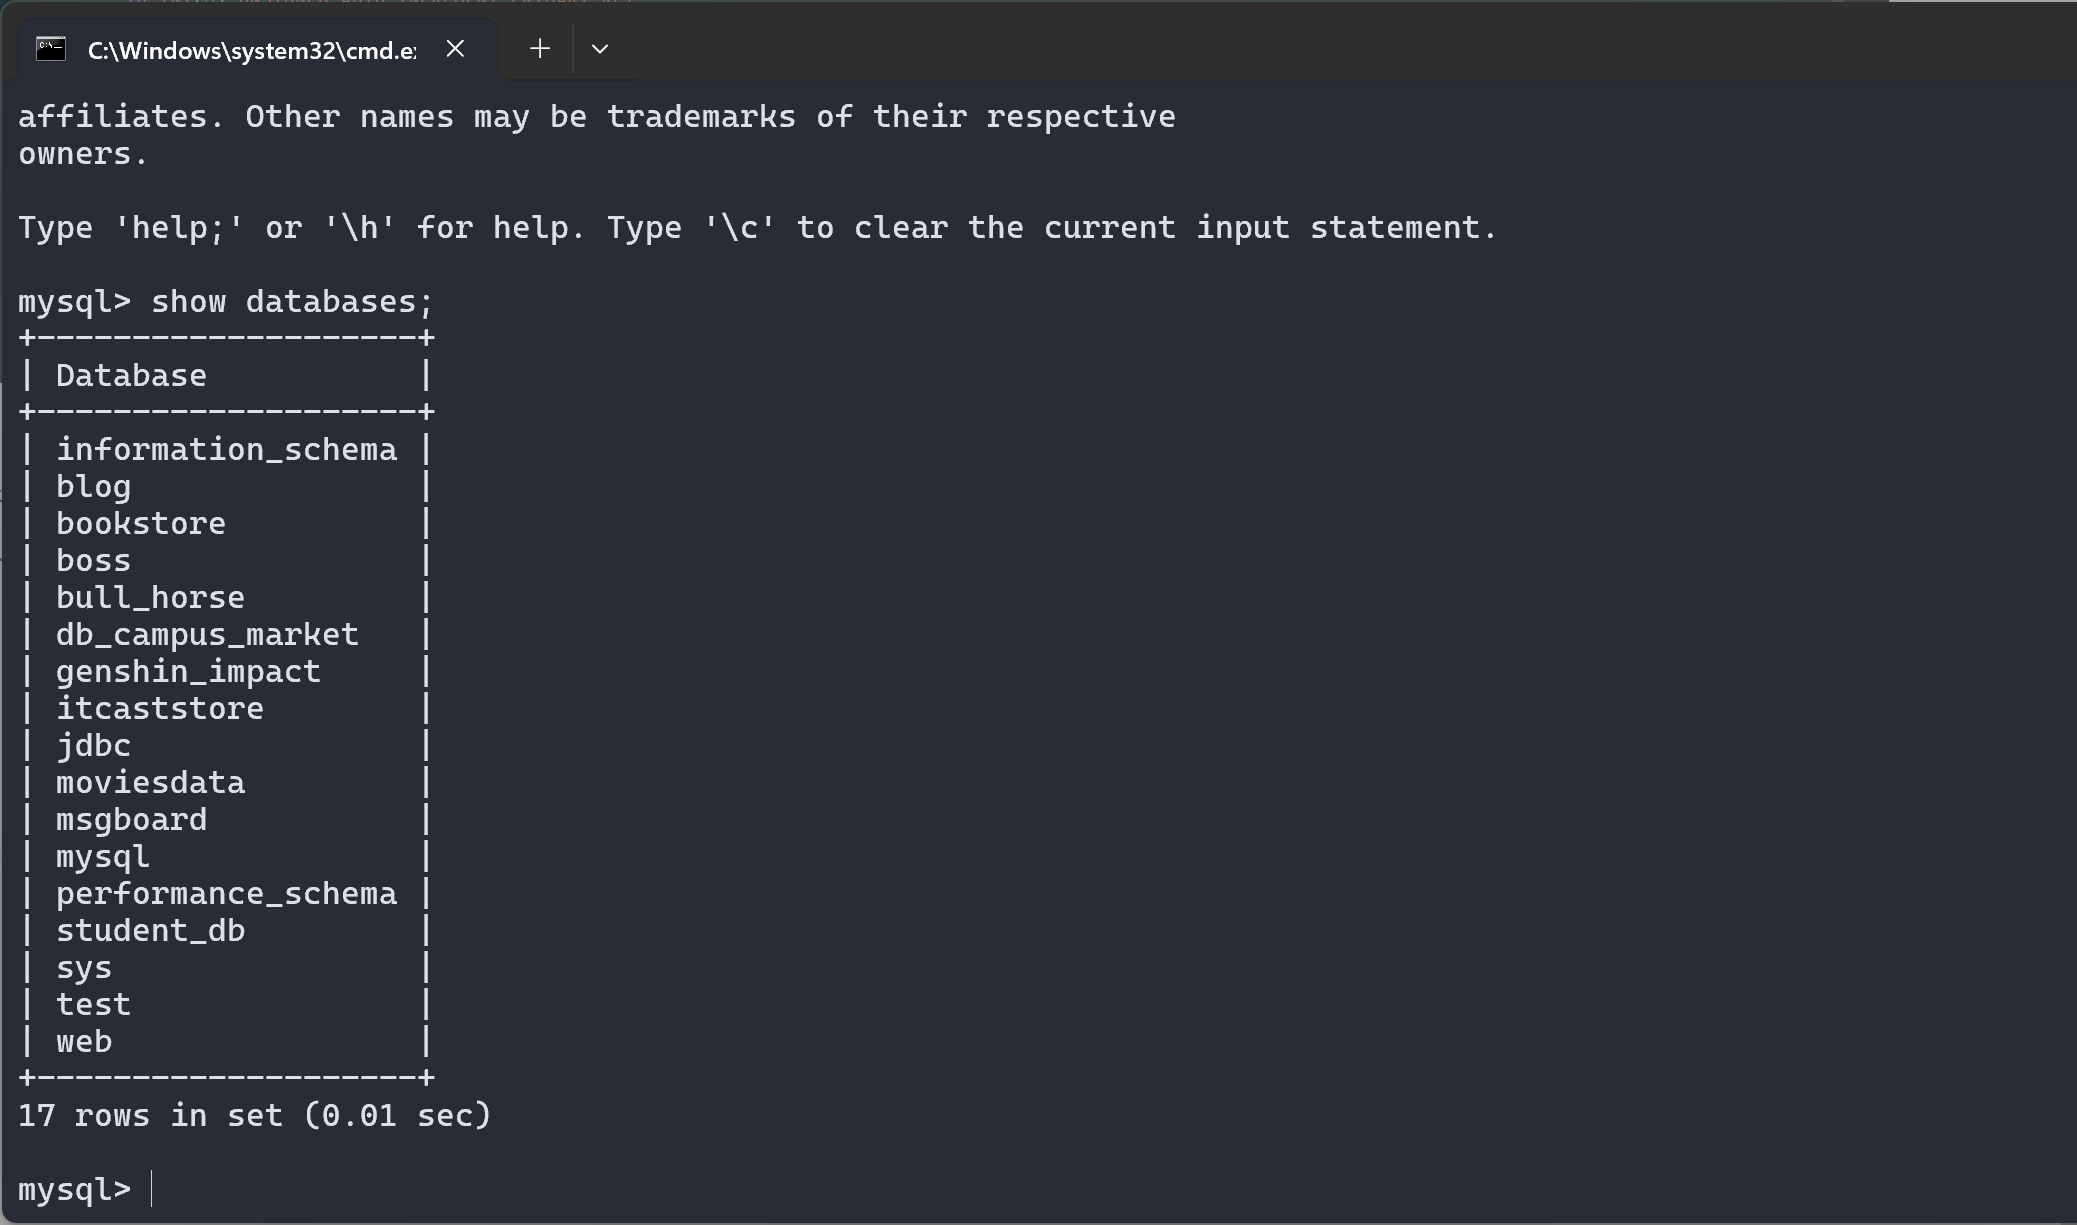 C:\Windows\system32\cmd.e
affiliates. Other names may be trademarks of their respective
owners.
Type 'help;' or '\h' for help. Type '\c' to clear the current input statement.
mysql> show databases;
+--------------------+
| Database           |
+--------------------+
| information_schema |
| blog               |
| bookstore          |
| boss               |
| bull_horse         |
| db_campus_market   |
| genshin_impact     |
| itcaststore        |
| jdbc               |
| moviesdata         |
| msgboard           |
| mysql              |
| performance_schema |
| student_db         |
| sys                |
| test               |
| web                |
+--------------------+
17 rows in set (0.01 sec)
mysql>